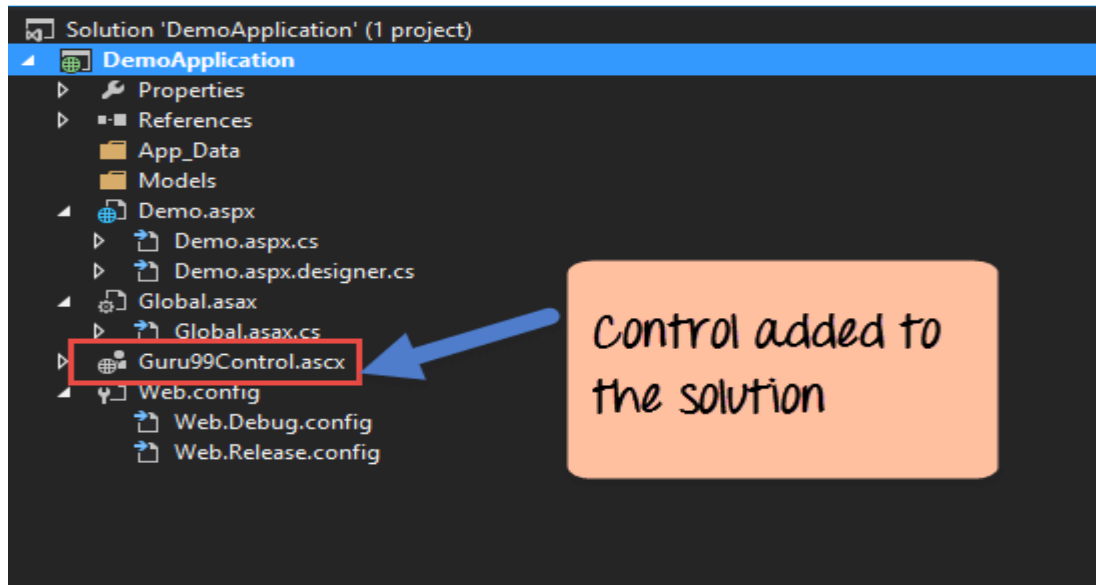 Solution 'DemoApplication' (1 project)
DemoApplication
Properties
References
App_Data
Models
Demo.aspx
Demo.aspx.cs
Demo.aspx.designer.cs
Global.asax
Global.asax.cs
Guru99Control.ascx
Web.config
Web.Debug.config
Web.Release.config
Control added to
the solution